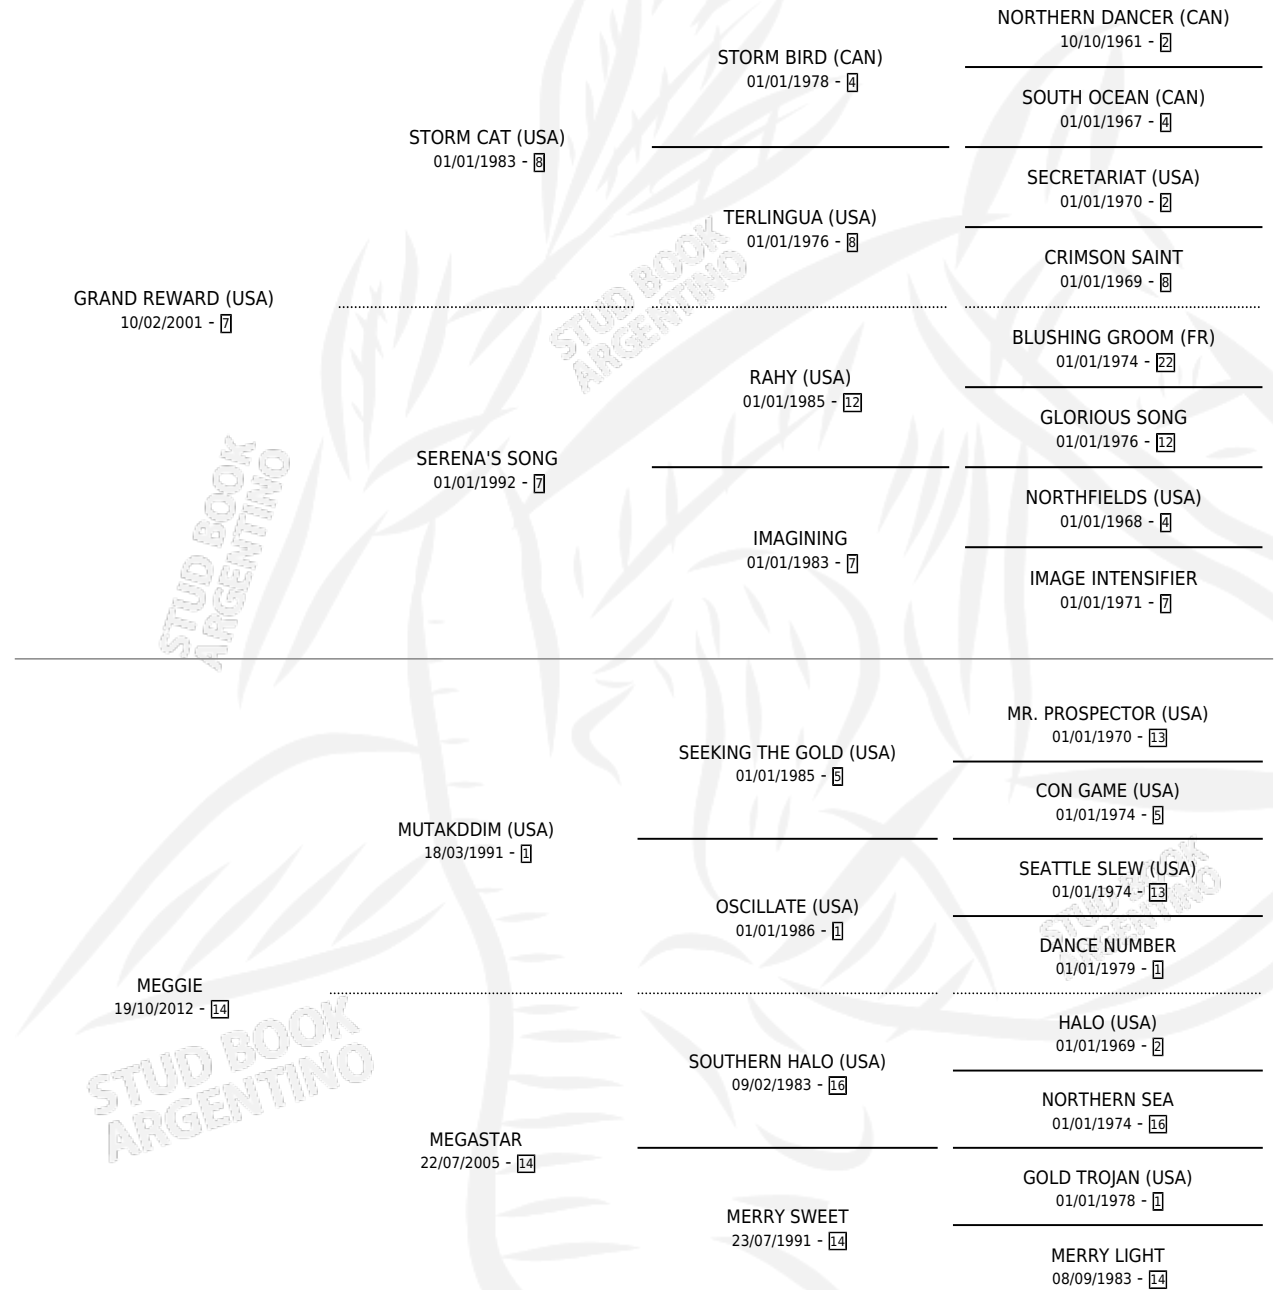 NORTHERN DANCER (CAN)
10/10/1961 - 2
STORM BIRD (CAN)
01/01/1978 - 4
SOUTH OCEAN (CAN)
01/01/1967 - 4
STORM CAT (USA)
01/01/1983 - 8
SECRETARIAT (USA)
01/01/1970 - 2
TERLINGUA (USA)
01/01/1976 - 8
CRIMSON SAINT
01/01/1969 - 8
GRAND REWARD (USA)
10/02/2001 - 7
BLUSHING GROOM (FR)
01/01/1974 - 22
RAHY (USA)
01/01/1985 - 12
GLORIOUS SONG
01/01/1976 - 12
SERENA'S SONG
01/01/1992 - 7
NORTHFIELDS (USA)
01/01/1968 - 4
IMAGINING
01/01/1983 - 7
IMAGE INTENSIFIER
01/01/1971 - 7
MR. PROSPECTOR (USA)
01/01/1970 - 13
SEEKING THE GOLD (USA)
01/01/1985 - 5
CON GAME (USA)
01/01/1974 - 5
MUTAKDDIM (USA)
18/03/1991 - 1
SEATTLE SLEW (USA)
01/01/1974 - 13
OSCILLATE (USA)
01/01/1986 - 1
DANCE NUMBER
01/01/1979 - 1
MEGGIE
19/10/2012 - 14
HALO (USA)
01/01/1969 - 2
SOUTHERN HALO (USA)
09/02/1983 - 16
NORTHERN SEA
01/01/1974 - 16
MEGASTAR
22/07/2005 - 14
GOLD TROJAN (USA)
01/01/1978 - 1
MERRY SWEET
23/07/1991 - 14
MERRY LIGHT
08/09/1983 - 14
STUD BOOK
ARGENTINO
STUD BOOK
ARGENTINO
STUD BOOK
ARGENTINO
STUD BOOK
ARGENTINO